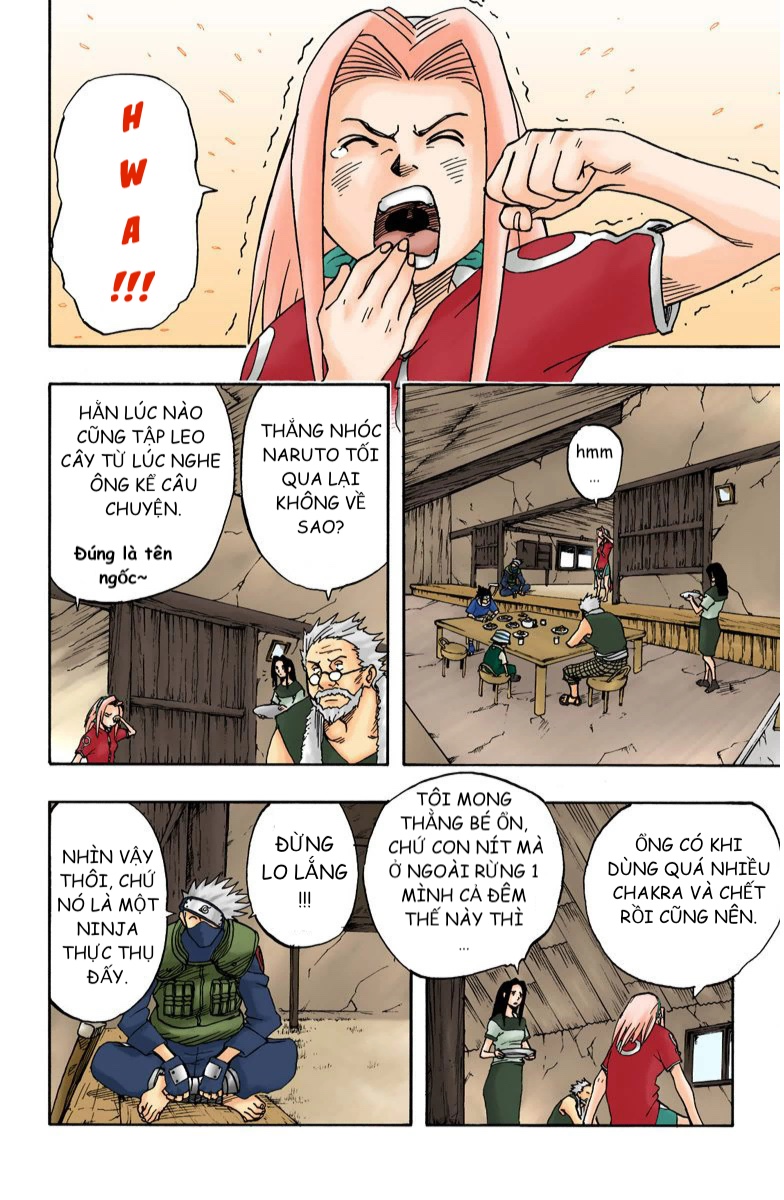 H
W
A
!!!
hmm
...
THẮNG NHÓC
NARUTO TỐI
QUA LẠI
KHÔNG VỀ
SAO?
HẰN LÚC NÀO
CŨNG TẬP LEO
CÂY TỪ LÚC NGHE
ÔNG KỂ CÂU
CHUYỆN.
Đúng là tên
ngốc~
ỔNG CÓ KHI
DÙNG QUÁ NHIỀU
CHAKRA VÀ CHẾT
RỒI CŨNG NÊN.
TÔI MONG
THẰNG BÉ ỔN,
CHỨ CON NÍT MÀ
Ở NGOÀI RỪNG 1
MÌNH CẢ ĐÊM
THẾ NÀY THÌ
...
ĐỪNG
LO LẮNG
!!!
NHÌN VẬY
THÔI, CHỨ
NÓ LÀ MỘT
NINJA
THỰC THỤ
ĐẤY.